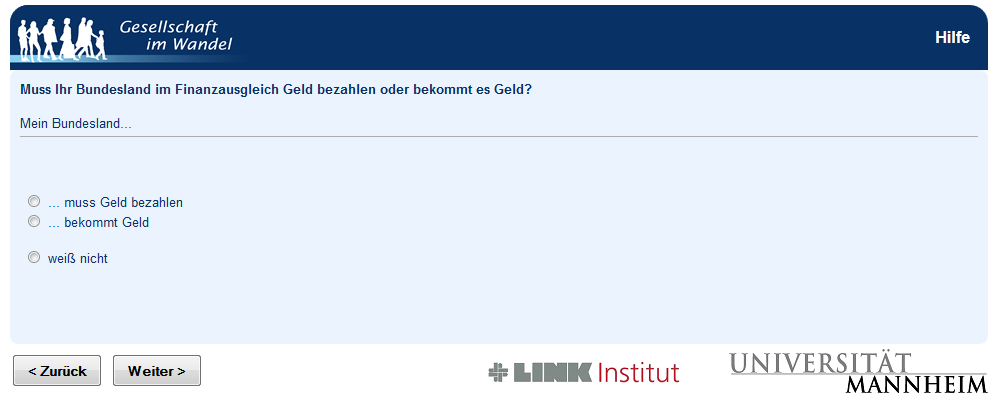 Gesellschaft
im Wandel
Hilfe
Muss Ihr Bundesland im Finanzausgleich Geld bezahlen oder bekommt es Geld?
Mein Bundesland...
... muss Geld bezahlen
... bekommt Geld
weiß nicht
< Zurück
Weiter >
LINK Institut
UNIVERSITÄT
MANNHEIM